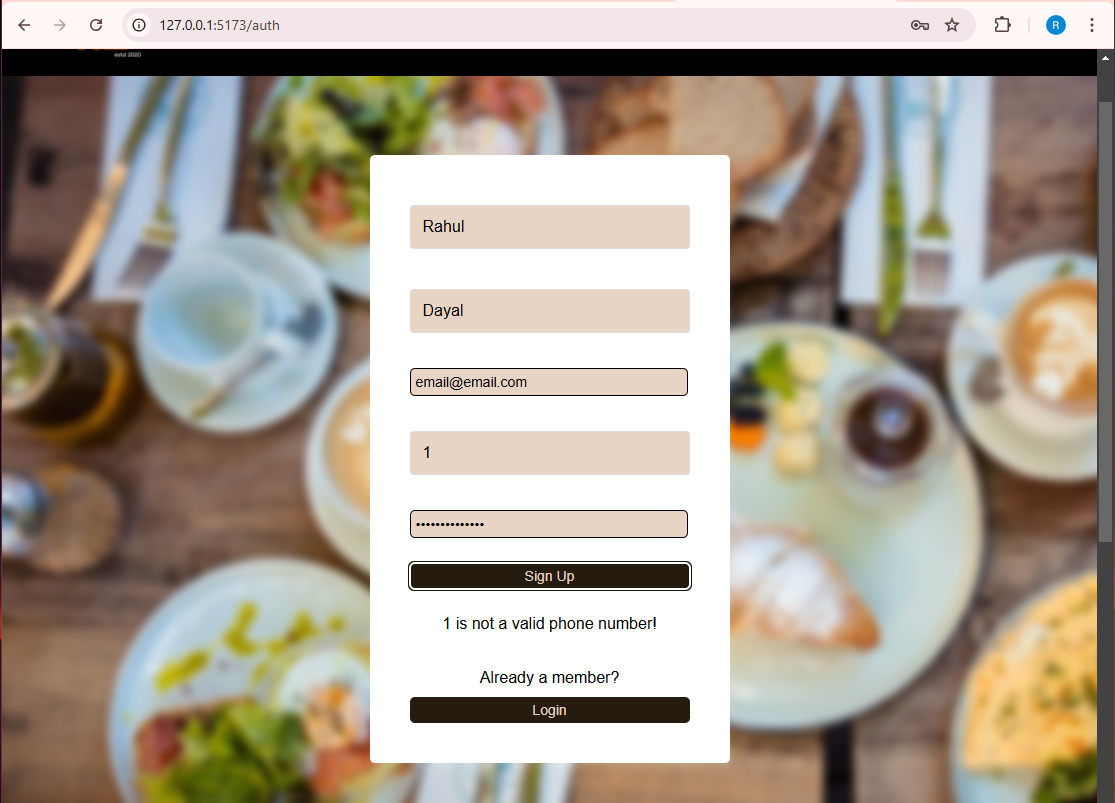 127.0.0.1:5173/auth
R
estd 2020
Rahul
Dayal
email@email.com
1
••••••••••••••
Sign Up
1 is not a valid phone number!
Already a member?
Login